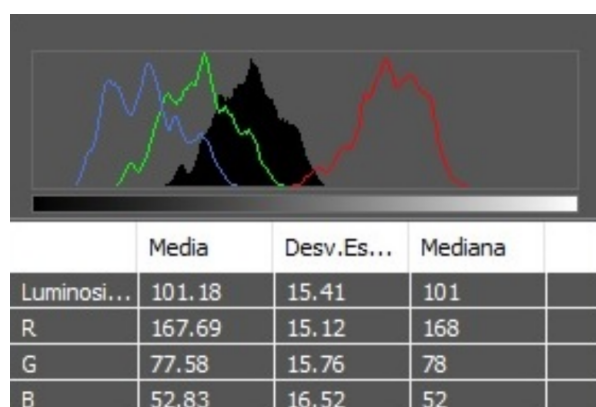 Media Desv.Es... Mediana
Luminosi... 101.18 15.41 101
R 167.69 15.12 168
G 77.58 15.76 78
B 52.83 16.52 52